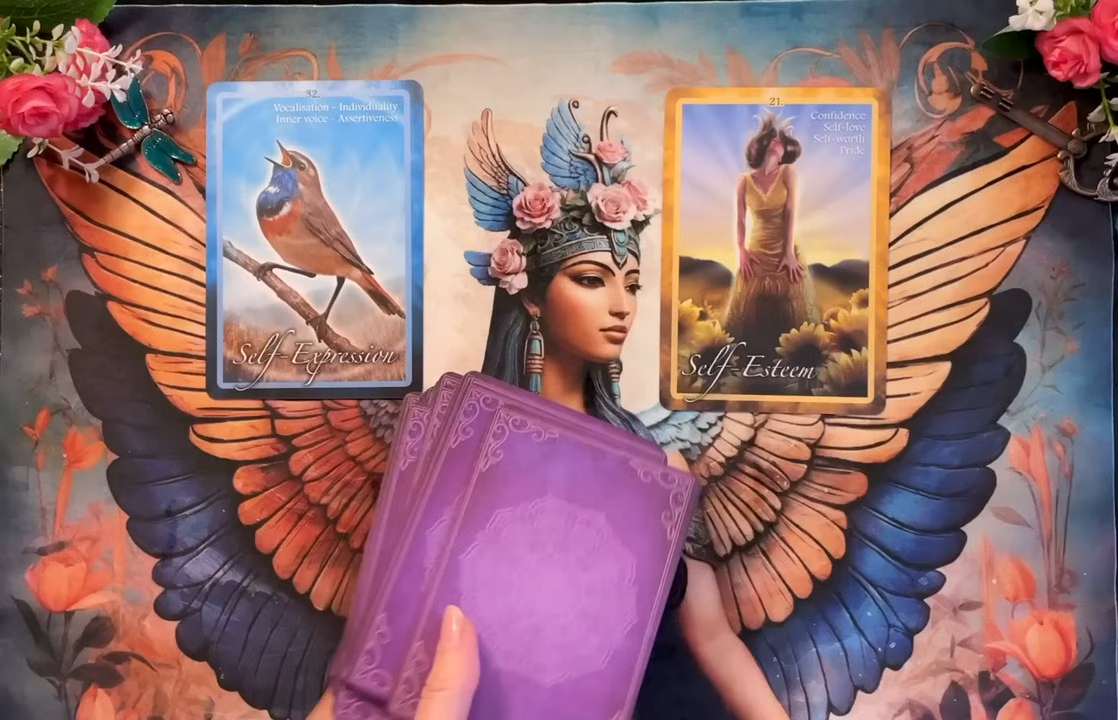 32.
Vocalisation - Individuality
Inner voice - Assertiveness
Self-Expression
21.
Confidence
Self-love
Self-worth
Pride
Self-Esteem